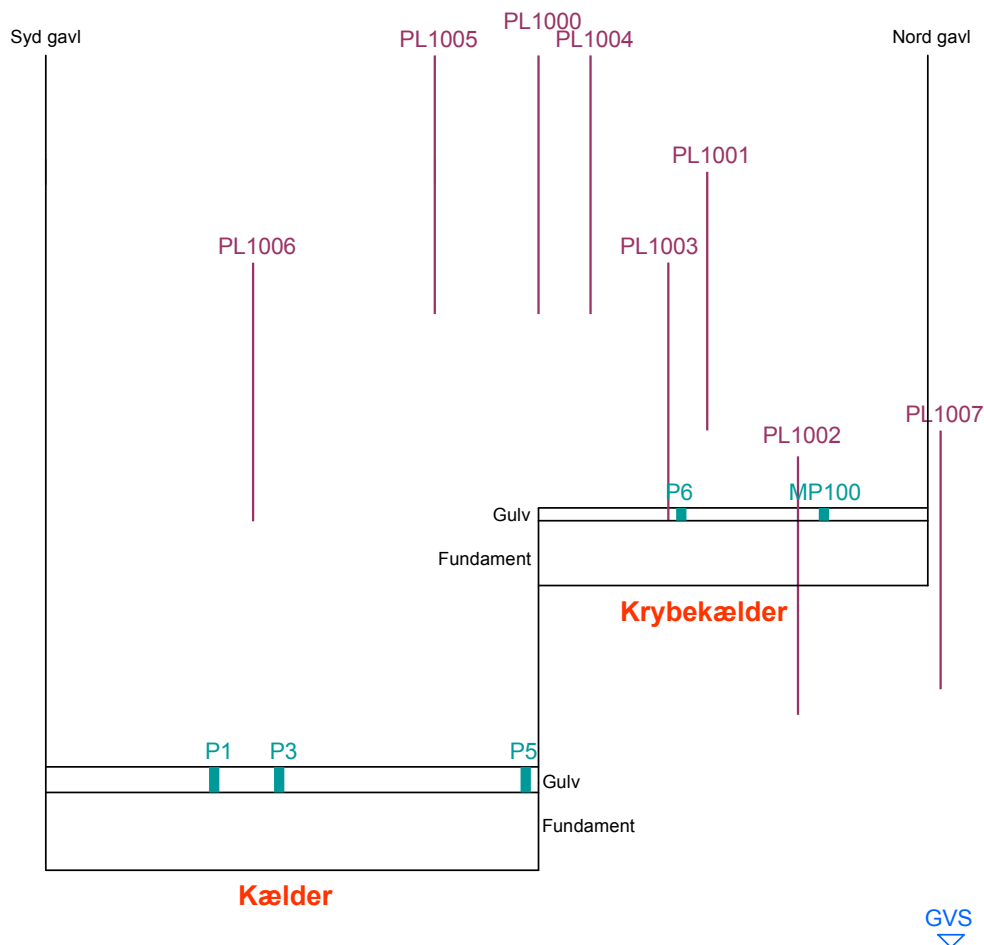 PL1000
Syd gavl
PL1005
PL1004
Nord gavl
PL1001
PL1006
PL1003
PL1007
PL1002
P6
MP100
Gulv
Fundament
Krybekælder
P1
P3
P5
Gulv
Fundament
Kælder
GVS